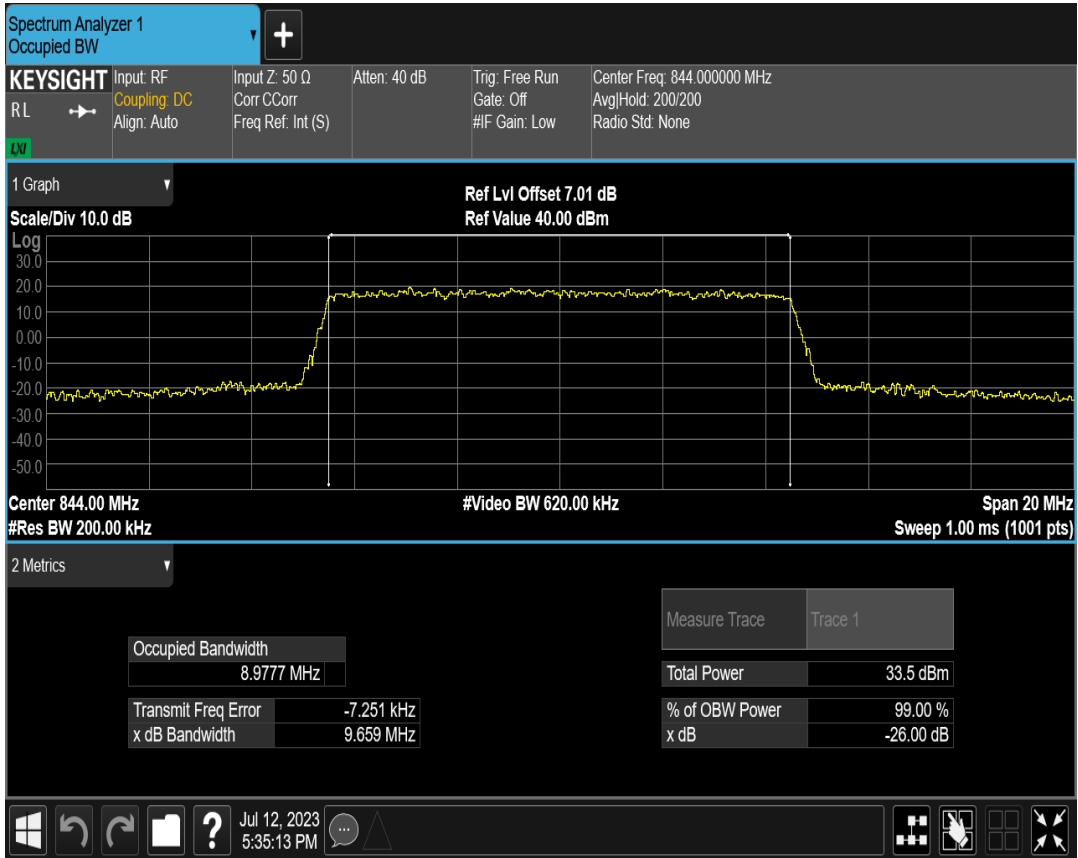 Spectrum Analyzer 1
Occupied BW
+
KEYSIGHT
R L
LXI
Input: RF
Coupling: DC
Align: Auto
Input Z: 50 Ω
Corr CCorr
Freq Ref: Int (S)
Atten: 40 dB
Trig: Free Run
Gate: Off
#IF Gain: Low
Center Freq: 844.000000 MHz
Avg|Hold: 200/200
Radio Std: None
1 Graph
Scale/Div 10.0 dB
Ref Lvl Offset 7.01 dB
Ref Value 40.00 dBm
Log
30.0
20.0
10.0
0.00
-10.0
-20.0
-30.0
-40.0
-50.0
Center 844.00 MHz
#Video BW 620.00 kHz
Span 20 MHz
#Res BW 200.00 kHz
Sweep 1.00 ms (1001 pts)
2 Metrics
Measure Trace Trace 1
Occupied Bandwidth
8.9777 MHz
Total Power 33.5 dBm
Transmit Freq Error -7.251 kHz
% of OBW Power 99.00 %
x dB Bandwidth 9.659 MHz
x dB -26.00 dB
?
Jul 12, 2023
5:35:13 PM